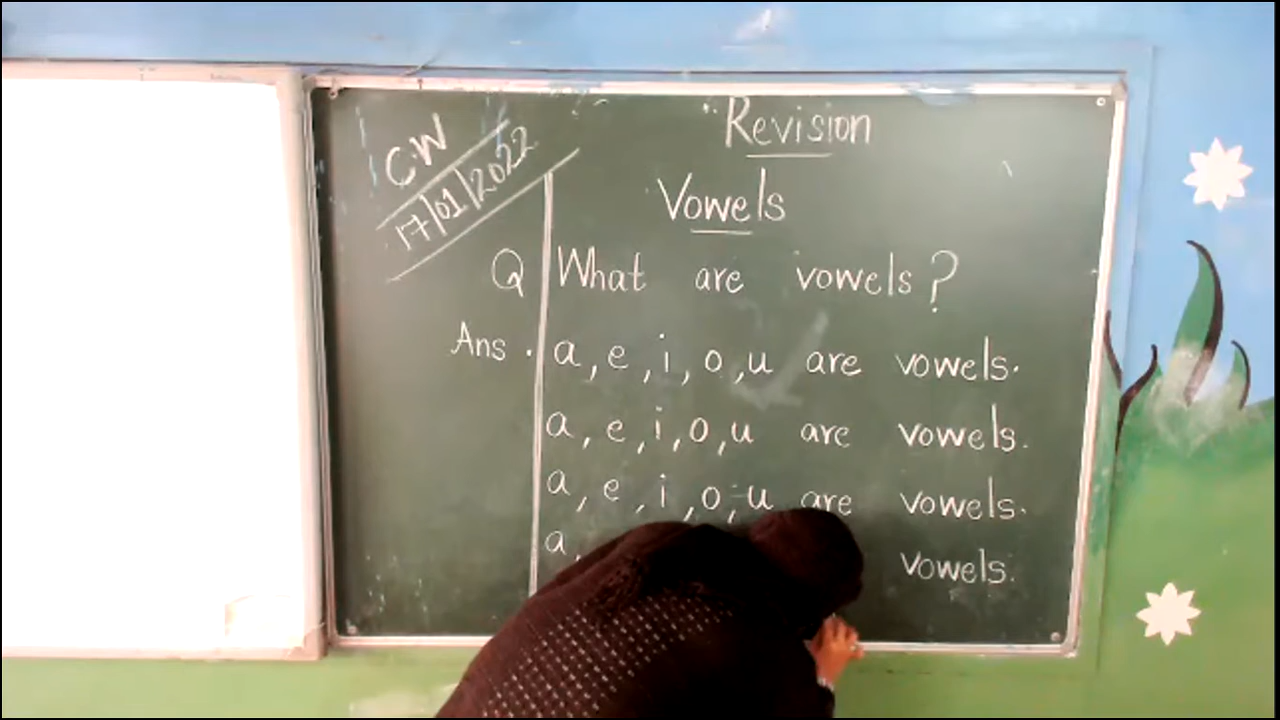 C.W
17/01/2022
Revision
Vowels
Q What are vowels?
Ans. a, e, i, o, u are vowels.
a, e, i, o, u are vowels.
a, e, i, o, u are vowels.
a, vowels.